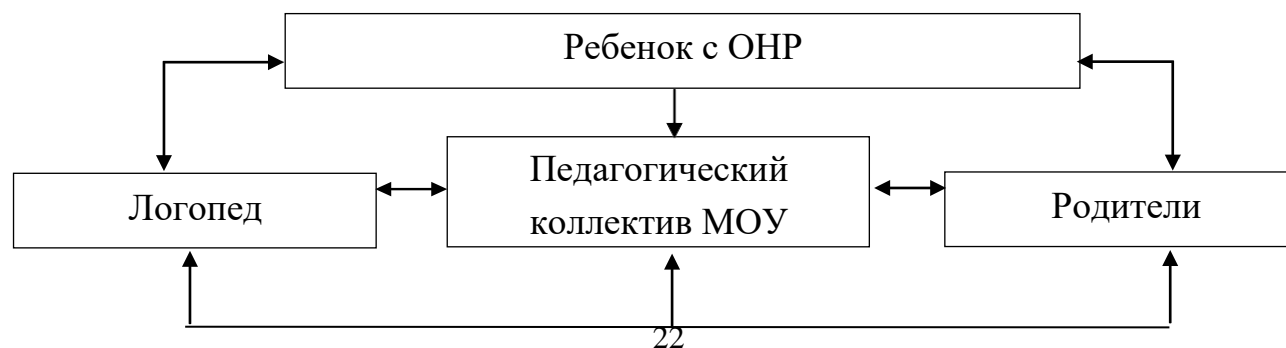 Ребенок с ОНР
Педагогический
коллектив МОУ
Логопед
Родители
22